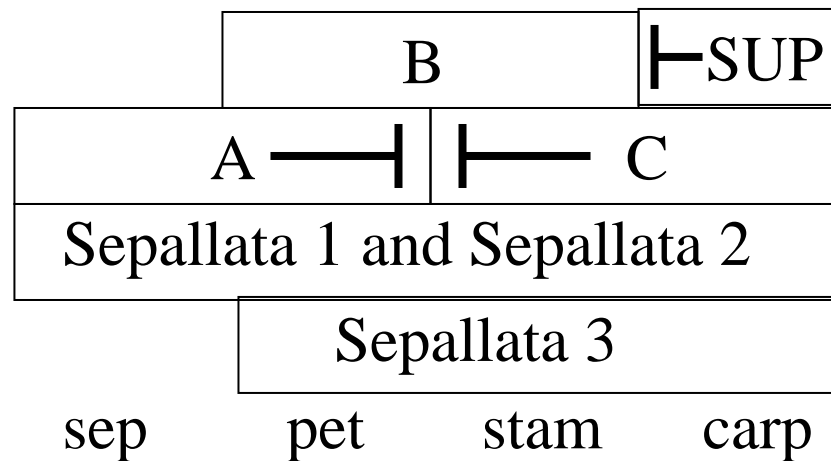 B SUP
A C
Sepallata 1 and Sepallata 2
Sepallata 3
sep pet stam carp